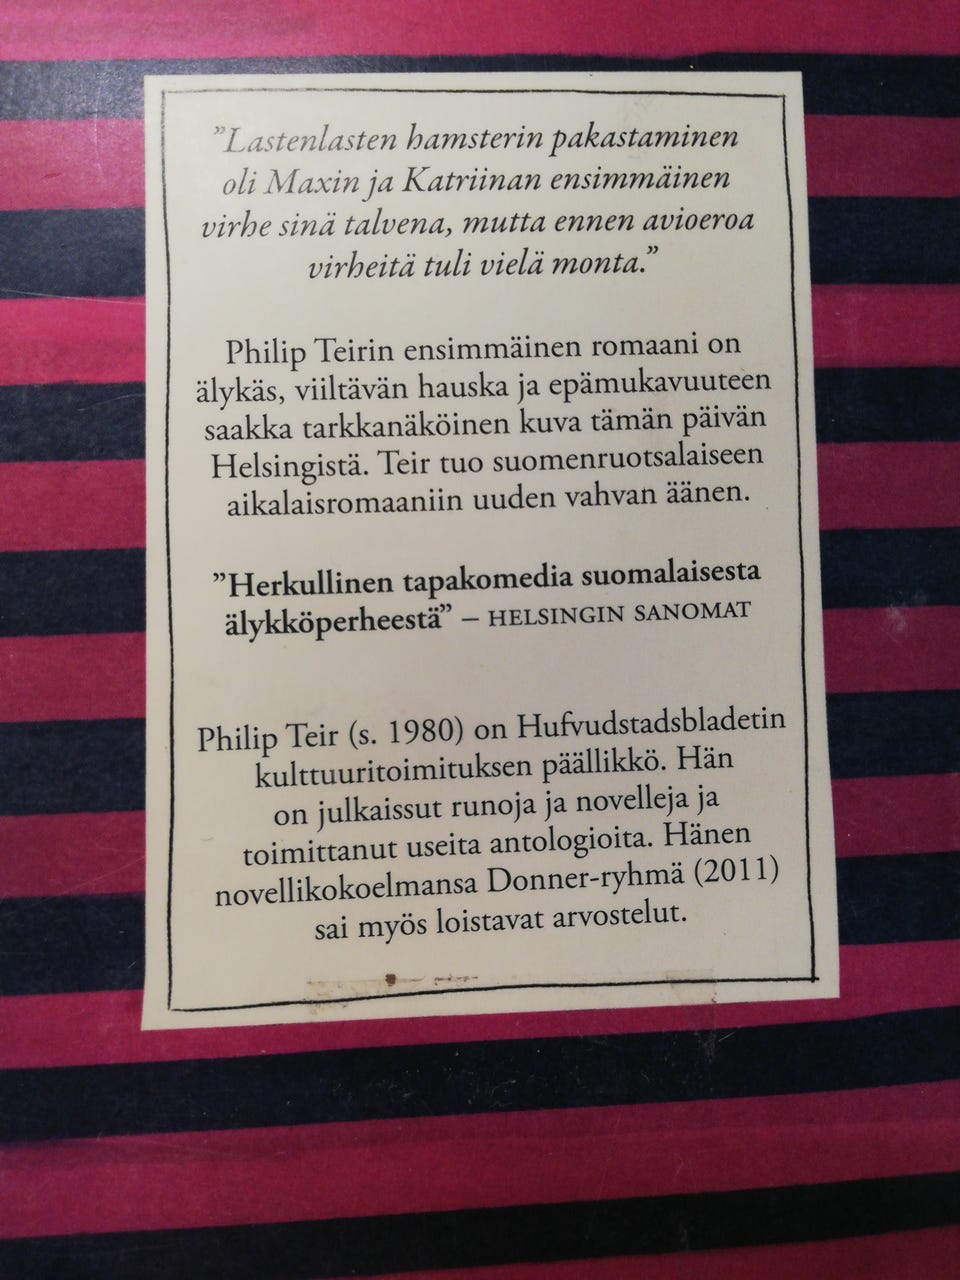 ”Lastenlasten hamsterin pakastaminen
oli Maxin ja Katriinan ensimmäinen
virhe sinä talvena, mutta ennen avioeroa
virheitä tuli vielä monta.”
Philip Teirin ensimmäinen romaani on
älykäs, viiltävän hauska ja epämukavuuteen
saakka tarkkanäköinen kuva tämän päivän
Helsingistä. Teir tuo suomenruotsalaiseen
aikalaisromaaniin uuden vahvan äänen.
”Herkullinen tapakomedia suomalaisesta
älykköperheestä” – HELSINGIN SANOMAT
Philip Teir (s. 1980) on Hufvudstadsbladetin
kulttuuritoimituksen päällikkö. Hän
on julkaissut runoja ja novelleja ja
toimittanut useita antologioita. Hänen
novellikokoelmansa Donner-ryhmä (2011)
sai myös loistavat arvostelut.